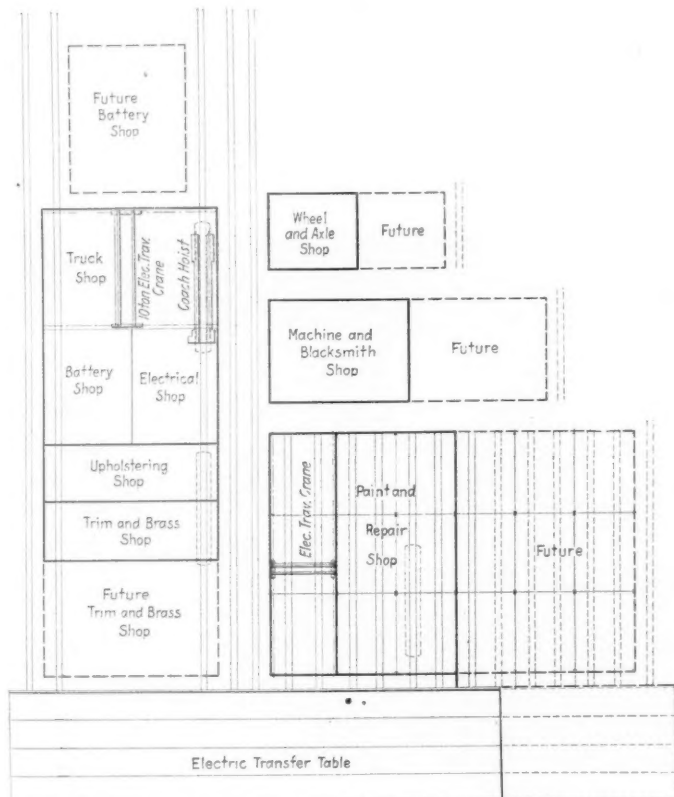 Future
Battery
Shop
Truck
Shop
10 ton Elec. Trav.
Crane
Coach Hoist
Battery
Shop
Electrical
Shop
Upholstering
Shop
Trim and Brass
Shop
Future
Trim and Brass
Shop
Wheel
and Axle
Shop
Future
Machine and
Blacksmith
Shop
Future
Elec. Trav. Crane
Paint and
Repair
Shop
Future
Electric Transfer Table